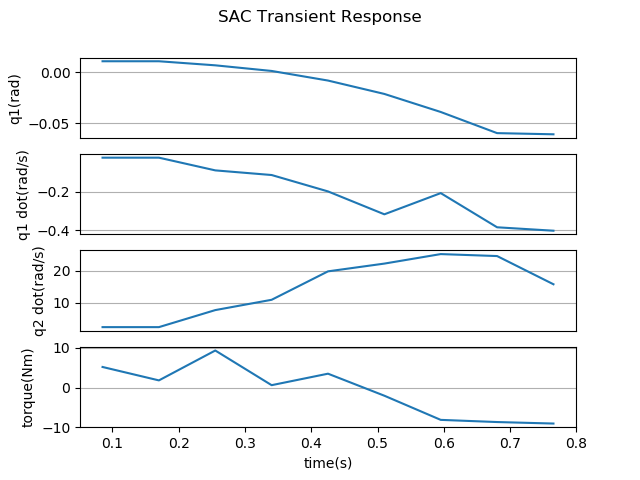 SAC Transient Response
q1(rad)
0.00
−0.05
q1 dot(rad/s)
−0.2
−0.4
q2 dot(rad/s)
20
10
torque(Nm)
10
0
−10
0.1 0.2 0.3 0.4 0.5 0.6 0.7 0.8
time(s)